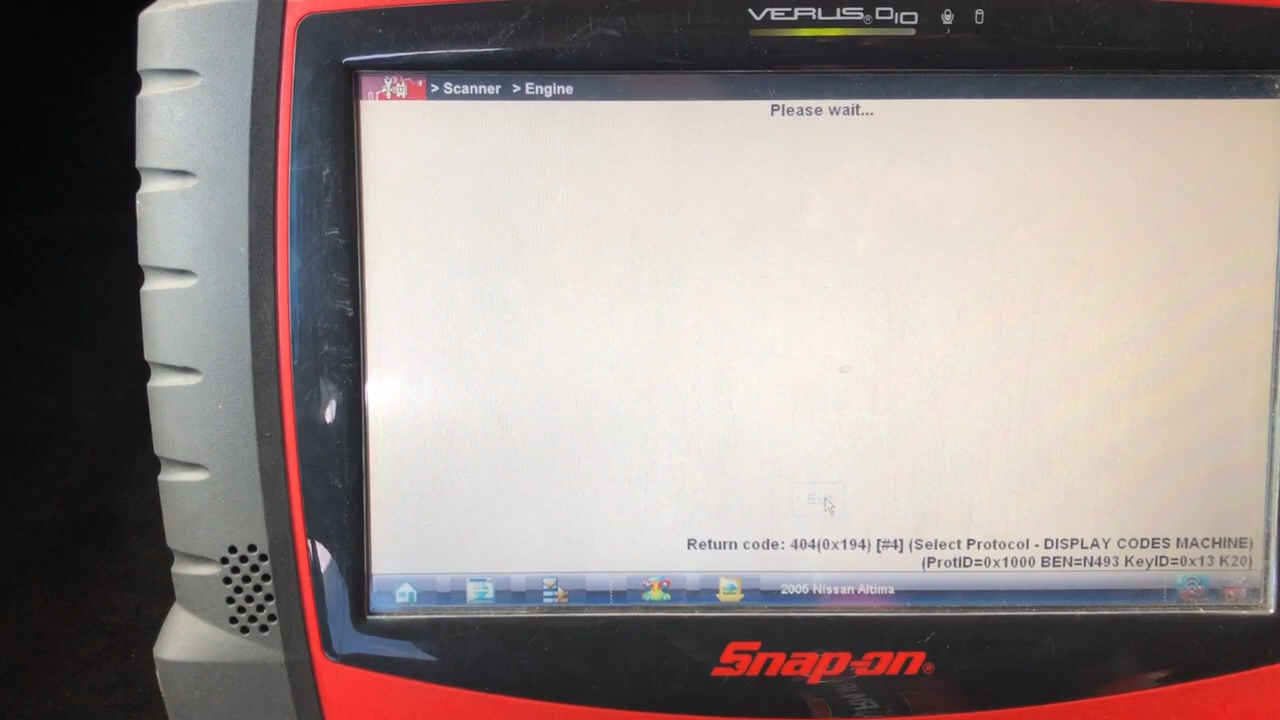 VERUS® D10
> Scanner > Engine
Please wait...
Return code: 404(0x194) [#4] (Select Protocol - DISPLAY CODES MACHINE)
(ProtID=0x1000 BEN=N493 KeyID=0x13 K20)
2005 Nissan Altima
Snap-on®